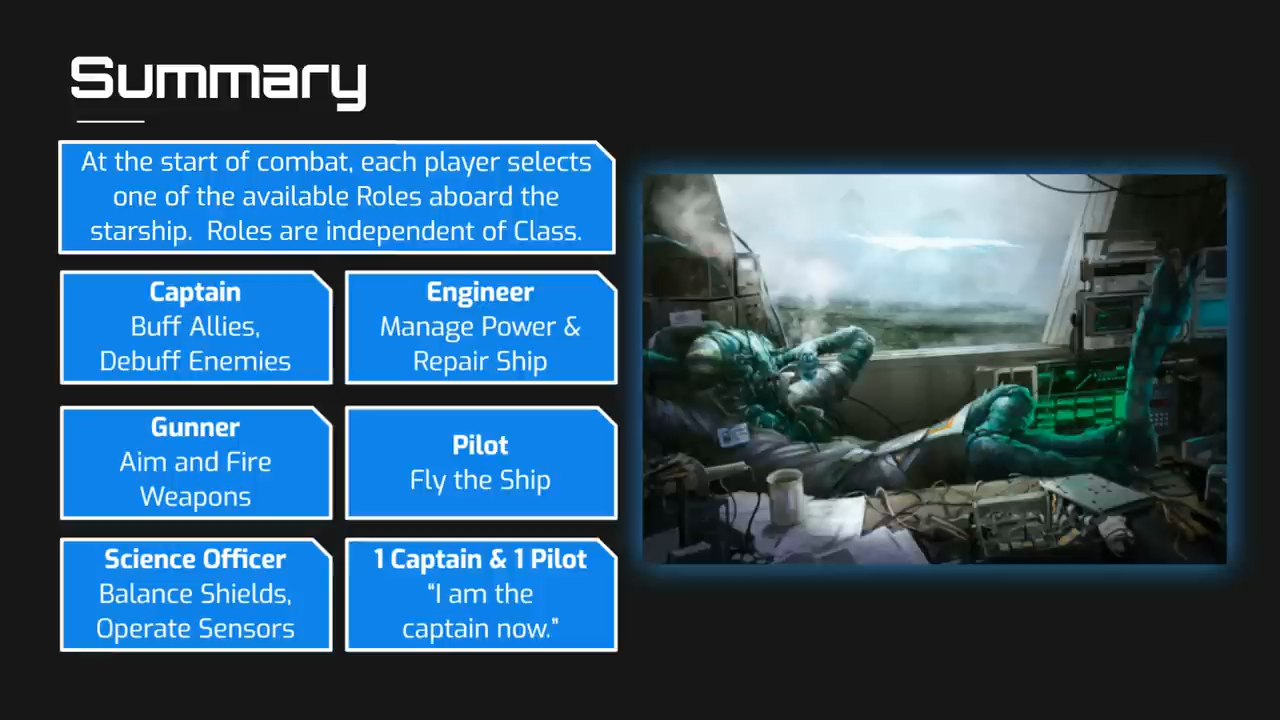 Summary
At the start of combat, each player selects
one of the available Roles aboard the
starship.  Roles are independent of Class.
Captain
Buff Allies,
Debuff Enemies
Engineer
Manage Power &
Repair Ship
Gunner
Aim and Fire
Weapons
Pilot
Fly the Ship
Science Officer
Balance Shields,
Operate Sensors
1 Captain & 1 Pilot
“I am the
captain now.”